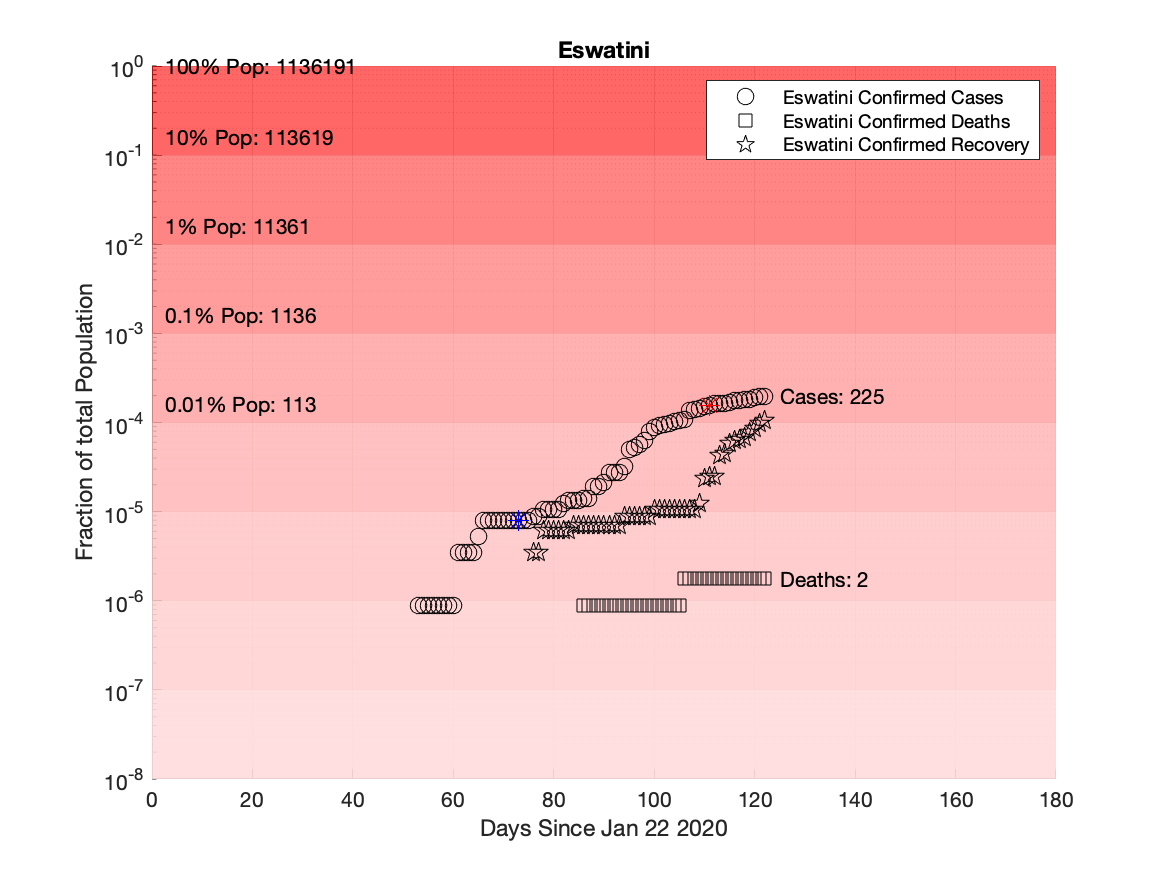 Eswatini
10^0
10^-1
10^-2
10^-3
10^-4
10^-5
10^-6
10^-7
10^-8
Fraction of total Population
100% Pop: 1136191
10% Pop: 113619
1% Pop: 11361
0.1% Pop: 1136
0.01% Pop: 113
Eswatini Confirmed Cases
Eswatini Confirmed Deaths
Eswatini Confirmed Recovery
Cases: 225
Deaths: 2
0 20 40 60 80 100 120 140 160 180
Days Since Jan 22 2020